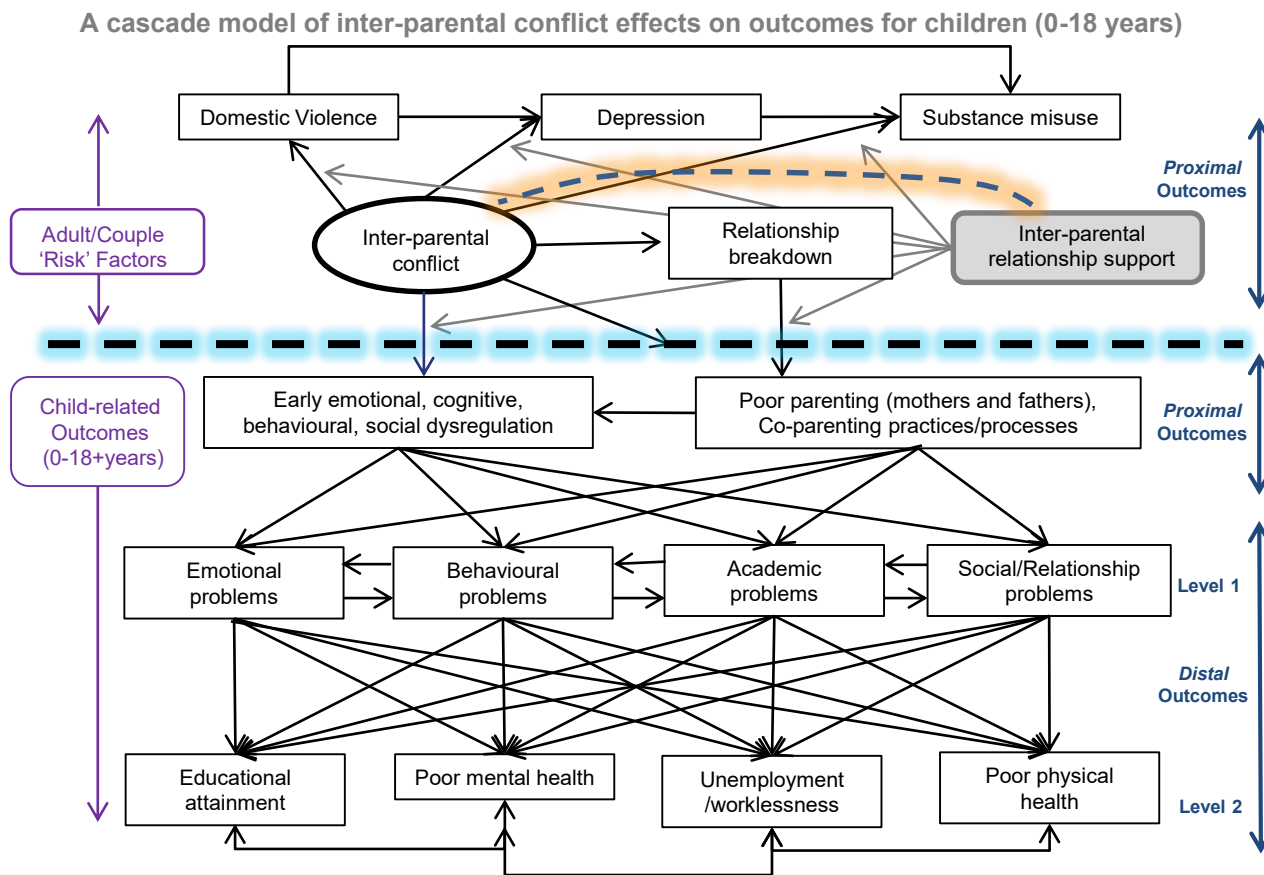 A cascade model of inter-parental conflict effects on outcomes for children (0-18 years)
Domestic Violence
Depression
Substance misuse
Proximal
Outcomes
Adult/Couple
‘Risk’ Factors
Inter-parental
conflict
Relationship
breakdown
Inter-parental
relationship support
Child-related
Outcomes
(0-18+years)
Early emotional, cognitive,
behavioural, social dysregulation
Poor parenting (mothers and fathers),
Co-parenting practices/processes
Proximal
Outcomes
Emotional
problems
Behavioural
problems
Academic
problems
Social/Relationship
problems
Level 1
Distal
Outcomes
Educational
attainment
Poor mental health
Unemployment
/worklessness
Poor physical
health
Level 2